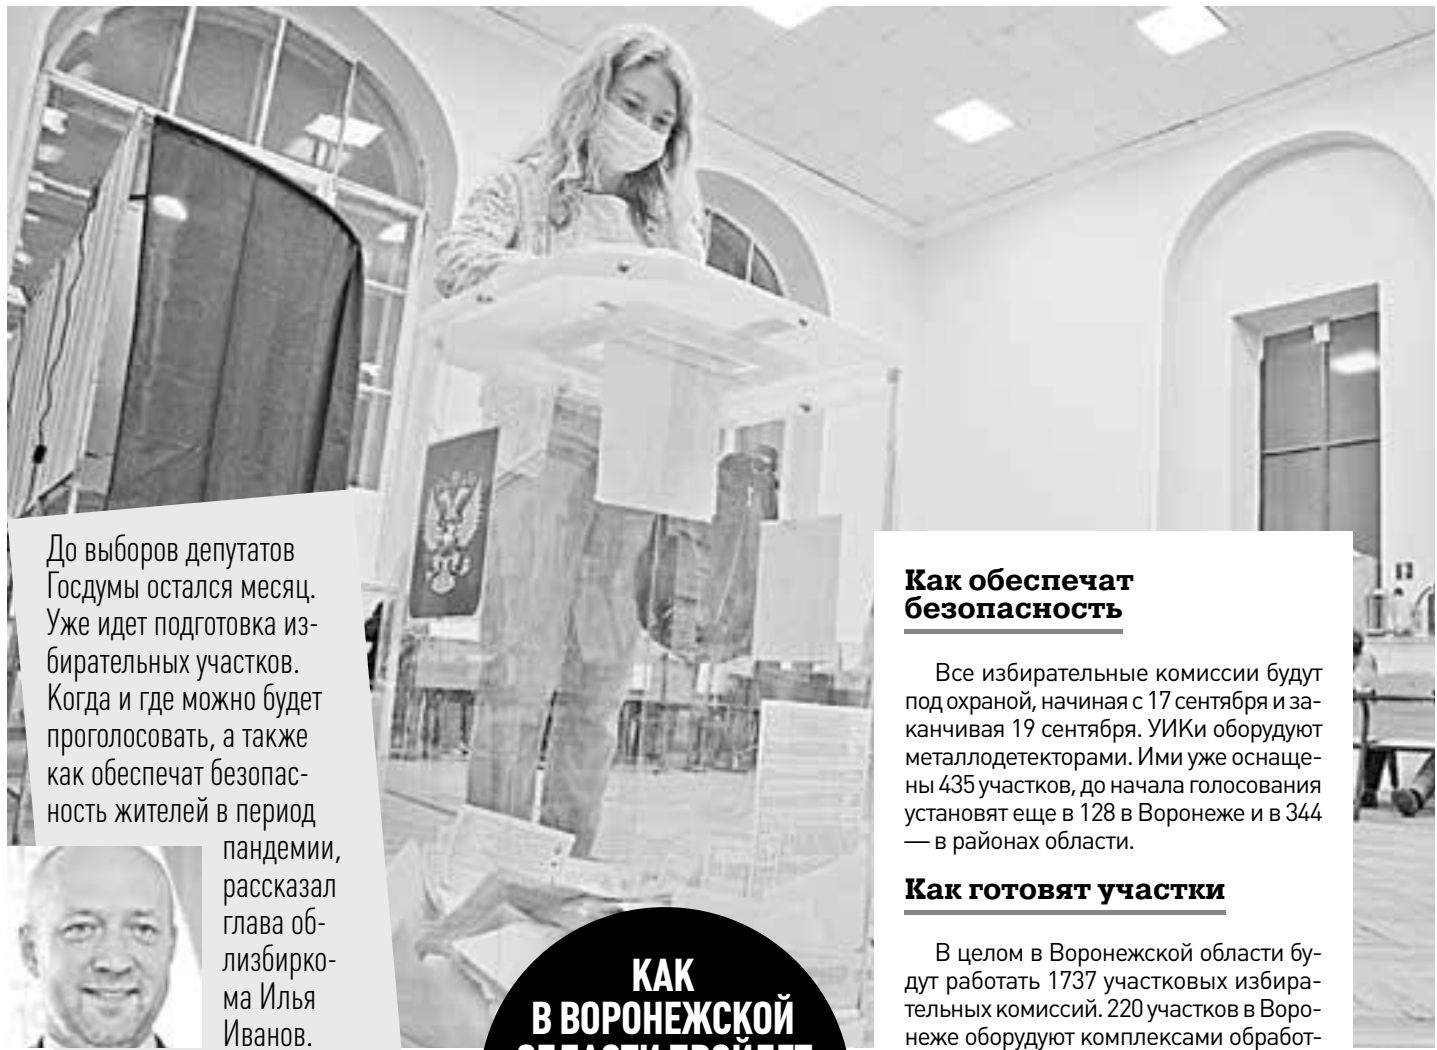 До выборов депутатов
Госдумы остался месяц.
Уже идет подготовка из-
бирательных участков.
Когда и где можно будет
проголосовать, а также
как обеспечат безопас-
ность жителей в период
пандемии,
рассказал
глава об-
лизбирко-
ма Илья
Иванов.
КАК
В ВОРОНЕЖСКОЙ
ОБЛАСТИ ПРОЙДЕТ
Как обеспечат
безопасность
Все избирательные комиссии будут
под охраной, начиная с 17 сентября и за-
канчивая 19 сентября. УИКи оборудуют
металлодетекторами. Ими уже оснаще-
ны 435 участков, до начала голосования
установят еще в 128 в Воронеже и в 344
— в районах области.
Как готовят участки
В целом в Воронежской области бу-
дут работать 1737 участковых избира-
тельных комиссий. 220 участков в Воро-
неже оборудуют комплексами обработ-